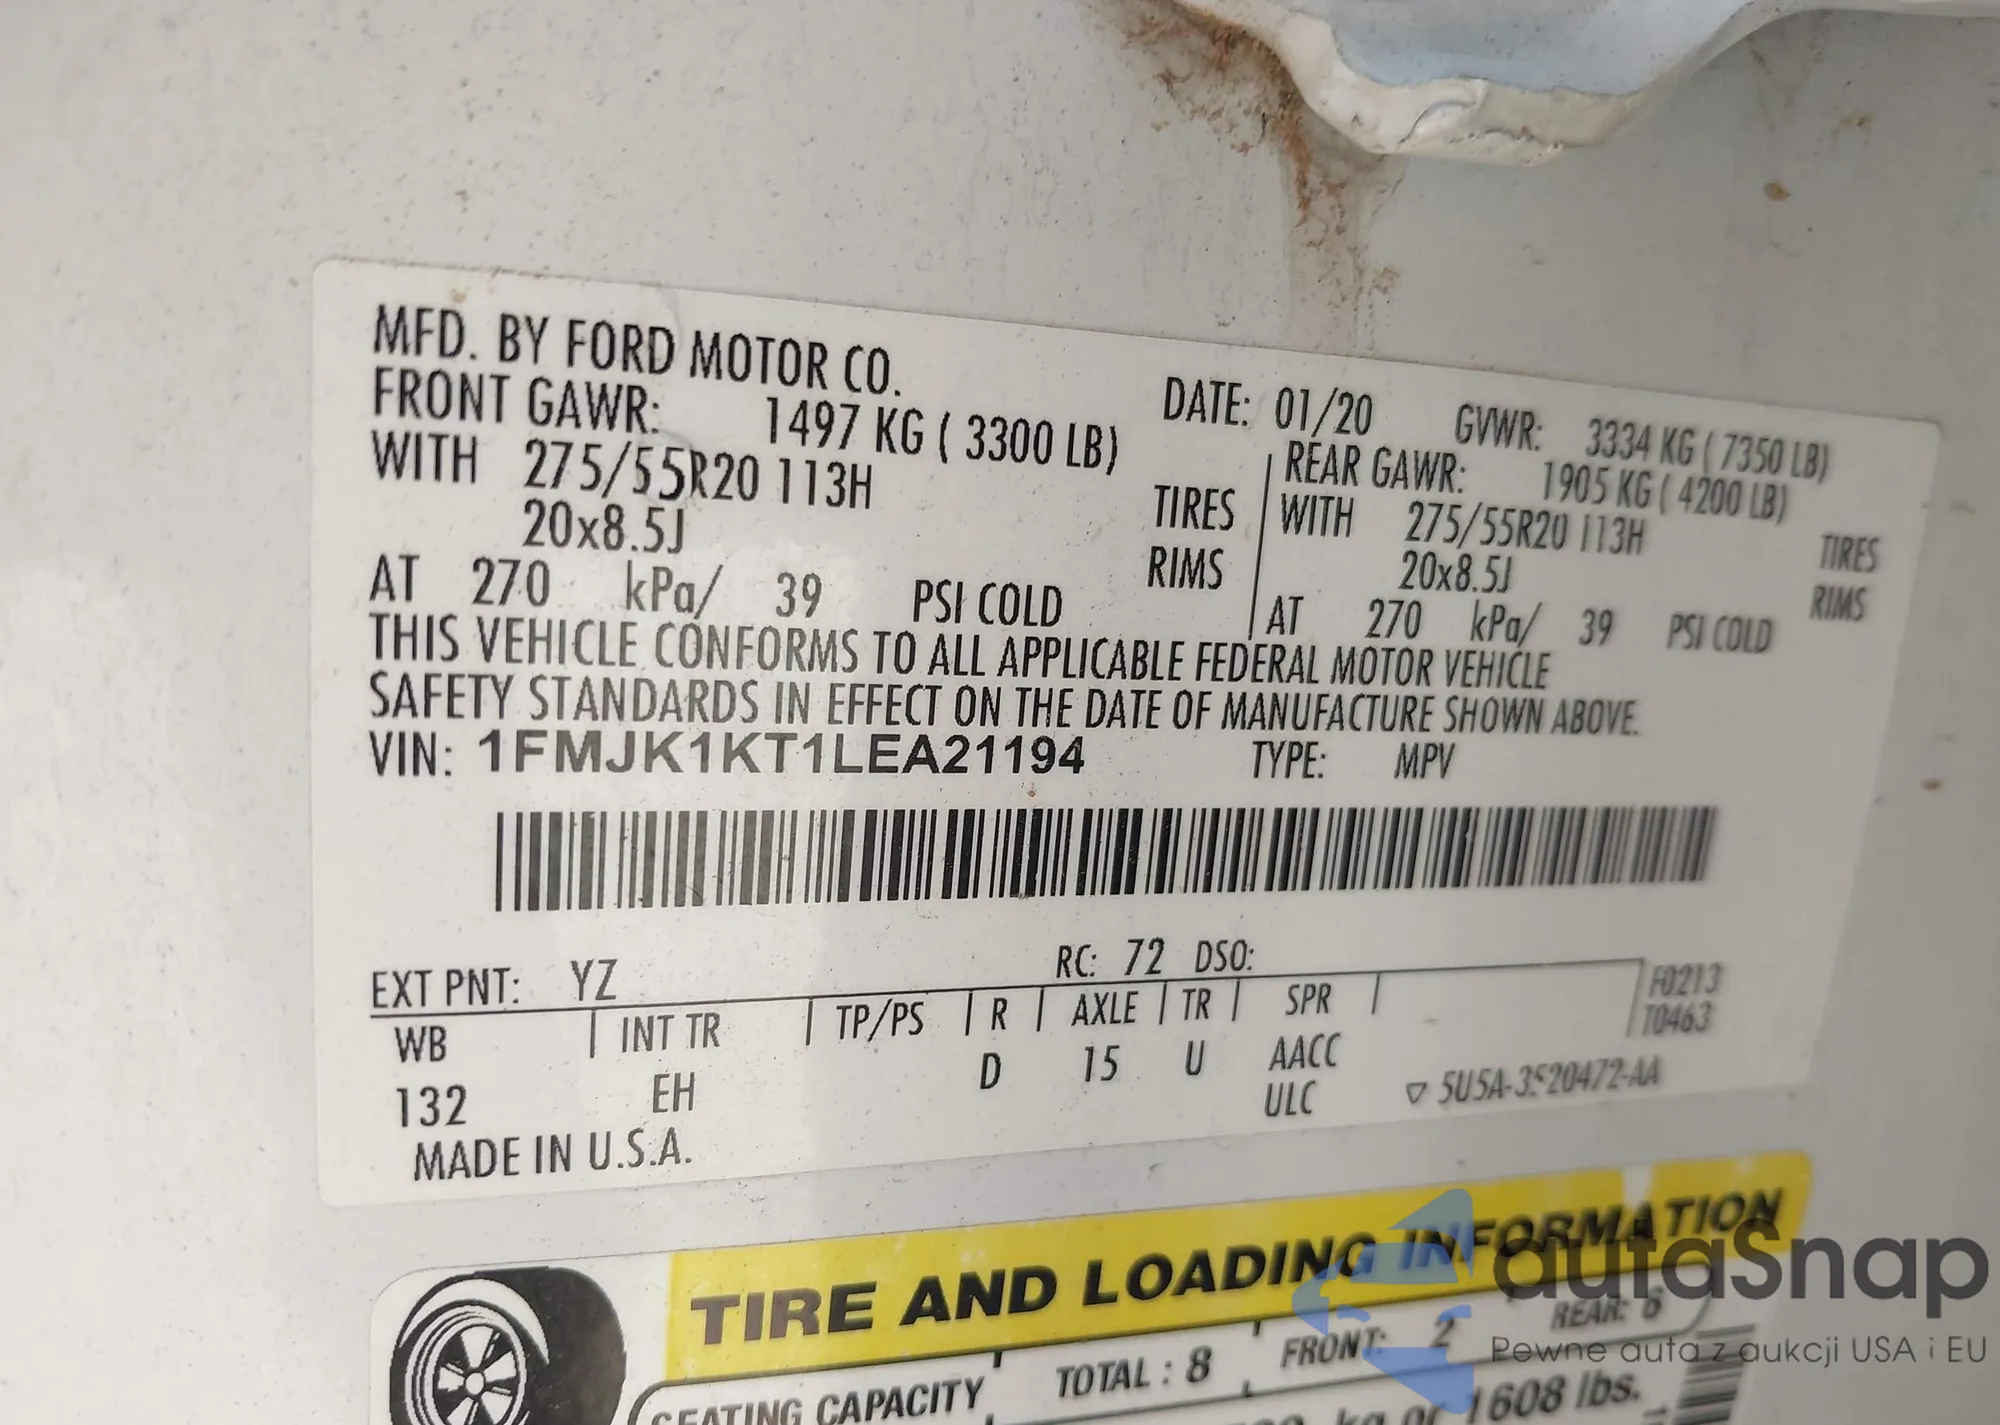 MFD. BY FORD MOTOR CO.
DATE: 01/20 GVWR: 3334 KG ( 7350 LB)
FRONT GAWR: 1497 KG ( 3300 LB)
REAR GAWR: 1905 KG ( 4200 LB)
WITH 275/55R20 113H TIRES
WITH 275/55R20 113H TIRES
20x8.5J RIMS
20x8.5J RIMS
AT 270 kPa/ 39 PSI COLD
AT 270 kPa/ 39 PSI COLD
THIS VEHICLE CONFORMS TO ALL APPLICABLE FEDERAL MOTOR VEHICLE
SAFETY STANDARDS IN EFFECT ON THE DATE OF MANUFACTURE SHOWN ABOVE.
VIN: 1FMJK1KT1LEA21194 TYPE: MPV
EXT PNT: YZ RC: 72 DSO:
WB INT TR TP/PS R AXLE TR SPR
F0213
T0463
132 EH D 15 U AACC
ULC
5U5A-3520472-AA
MADE IN U.S.A.
TIRE AND LOADING INFORMATION
SEATING CAPACITY TOTAL : 8 FRONT: 2 REAR: 6
kg or 1608 lbs.
autaSnap
Pewne auta z aukcji USA i EU